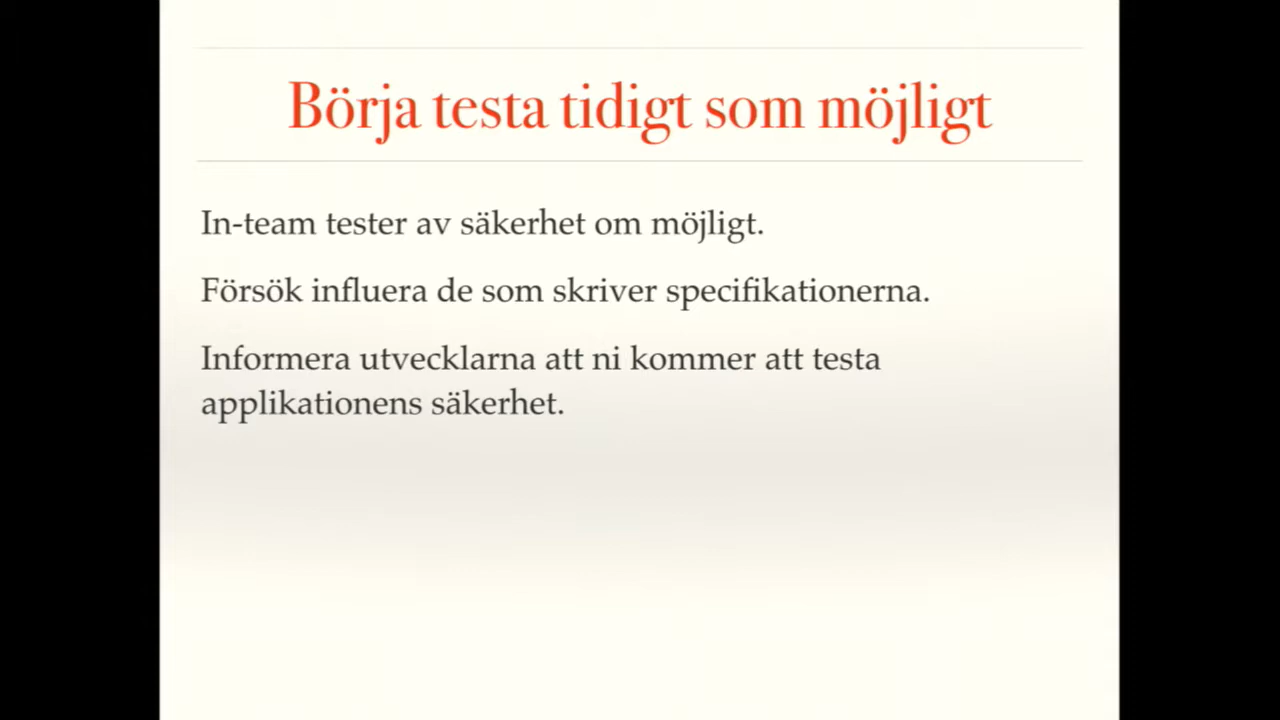 Börja testa tidigt som möjligt
In-team tester av säkerhet om möjligt.
Försök influera de som skriver specifikationerna.
Informera utvecklarna att ni kommer att testa
applikationens säkerhet.